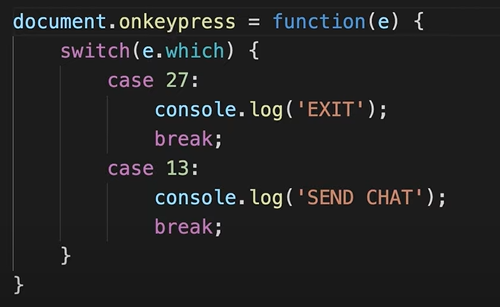 document.onkeypress = function(e) {
    switch(e.which) {
        case 27:
            console.log('EXIT');
            break;
        case 13:
            console.log('SEND CHAT');
            break;
    }
}